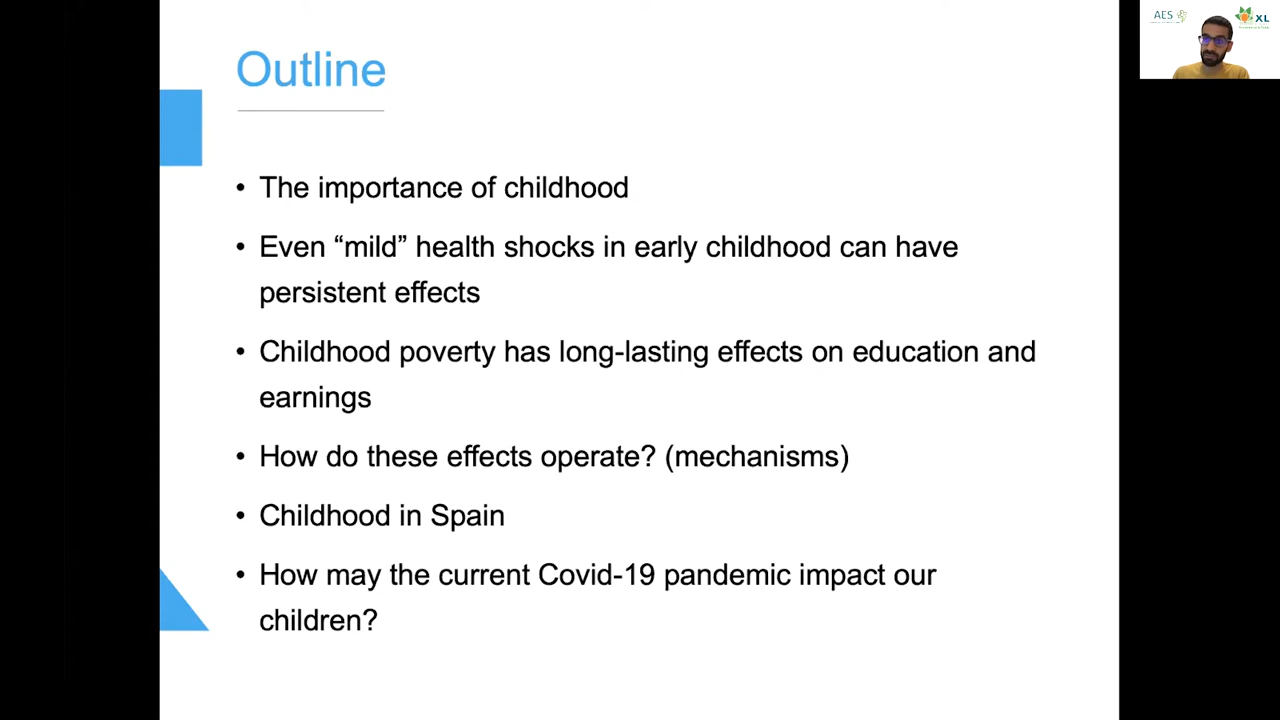 Outline
• The importance of childhood
• Even “mild” health shocks in early childhood can have
persistent effects
• Childhood poverty has long-lasting effects on education and
earnings
• How do these effects operate? (mechanisms)
• Childhood in Spain
• How may the current Covid-19 pandemic impact our
children?
AES
XL